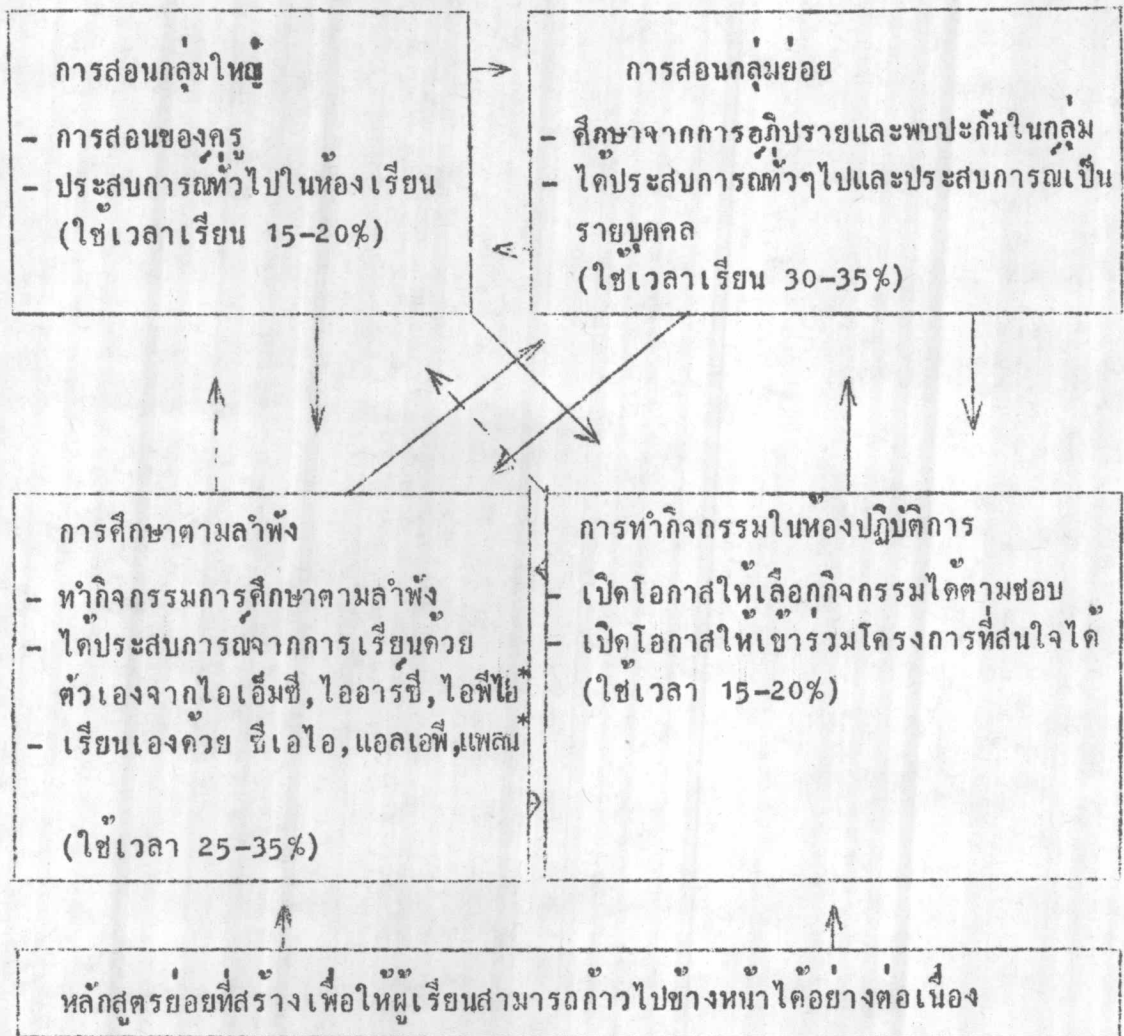 การสอนกลุ่มใหญ่
- การสอนของครู
- ประสบการณ์ทั่วไปในห้องเรียน
(ใช้เวลาเรียน 15-20%)
การสอนกลุ่มย่อย
- ศึกษาจากการอภิปรายและพบปะกันในกลุ่ม
- ได้ประสบการณ์ทั่วๆไปและประสบการณ์เป็น
รายบุคคล
(ใช้เวลาเรียน 30-35%)
การศึกษาตามลำพัง
- ทำกิจกรรมการศึกษาตามลำพัง
- ได้ประสบการณ์จากการเรียนด้วย
ตัวเองจากไอเอ็มซี, ไออาร์ซี, ไอพีไอ*
- เรียนเองด้วย ซีเอไอ, แอลเอพี, แพลน*
(ใช้เวลา 25-35%)
การทำกิจกรรมในห้องปฏิบัติการ
- เปิดโอกาสให้เลือกกิจกรรมได้ตามชอบ
- เปิดโอกาสให้เข้าร่วมโครงการที่สนใจได้
(ใช้เวลา 15-20%)
หลักสูตรย่อยที่สร้างเพื่อให้ผู้เรียนสามารถก้าวไปข้างหน้าได้อย่างต่อเนื่อง